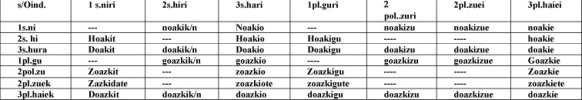 s/Oind. 1 s.niri 2s.hiri 3s.hari 1pl.guri 2 pol..zuri 2pl.zuei 3pl.haiei
1s.ni --- noakik/n Noakio --- noakizu noakizue noakie
2s. hi Hoakit --- Hoakio Hoakigu ---- ---- hoakie
3s.hura Doakit doakik/n Doakio Doakigu doakizu doakizue doakie
1pl.gu --- goazkik/n goazkio ---- goazkizu goazkizue Goazkie
2pol.zu Zoazkit --- zoazkio Zoazkigu ---- ---- Zoazkie
2pl.zuek Zazkidate --- zoazkiote zoazkigute ---- ---- zoazkiete
3pl.haiek Doazkit doazkik/n doazkio doazkigu doazkizu doazkizue doazkie